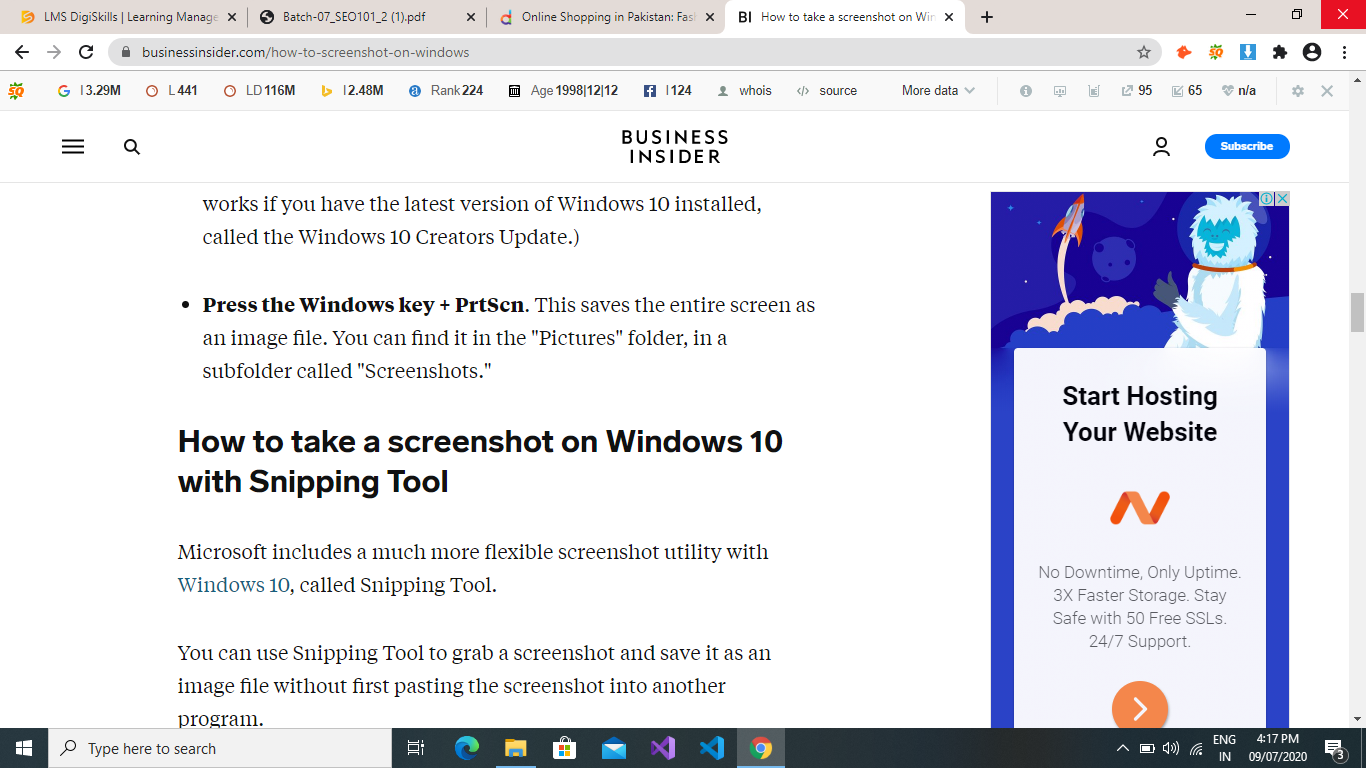 LMS DigiSkills | Learning Manage
Batch-07_SEO101_2 (1).pdf
Online Shopping in Pakistan: Fas
BI How to take a screenshot on Win
businessinsider.com/how-to-screenshot-on-windows
SQ I 3.29M L 441 LD 116M I 2.48M Rank 224 Age 1998|12|12 I 124 whois source More data 95 65 n/a
BUSINESS
INSIDER
Subscribe
works if you have the latest version of Windows 10 installed,
called the Windows 10 Creators Update.)
Press the Windows key + PrtScn. This saves the entire screen as
an image file. You can find it in the "Pictures" folder, in a
subfolder called "Screenshots."
How to take a screenshot on Windows 10
with Snipping Tool
Microsoft includes a much more flexible screenshot utility with
Windows 10, called Snipping Tool.
You can use Snipping Tool to grab a screenshot and save it as an
image file without first pasting the screenshot into another
program.
Start Hosting
Your Website
No Downtime, Only Uptime.
3X Faster Storage. Stay
Safe with 50 Free SSLs.
24/7 Support.
Type here to search
ENG
IN
4:17 PM
09/07/2020
3